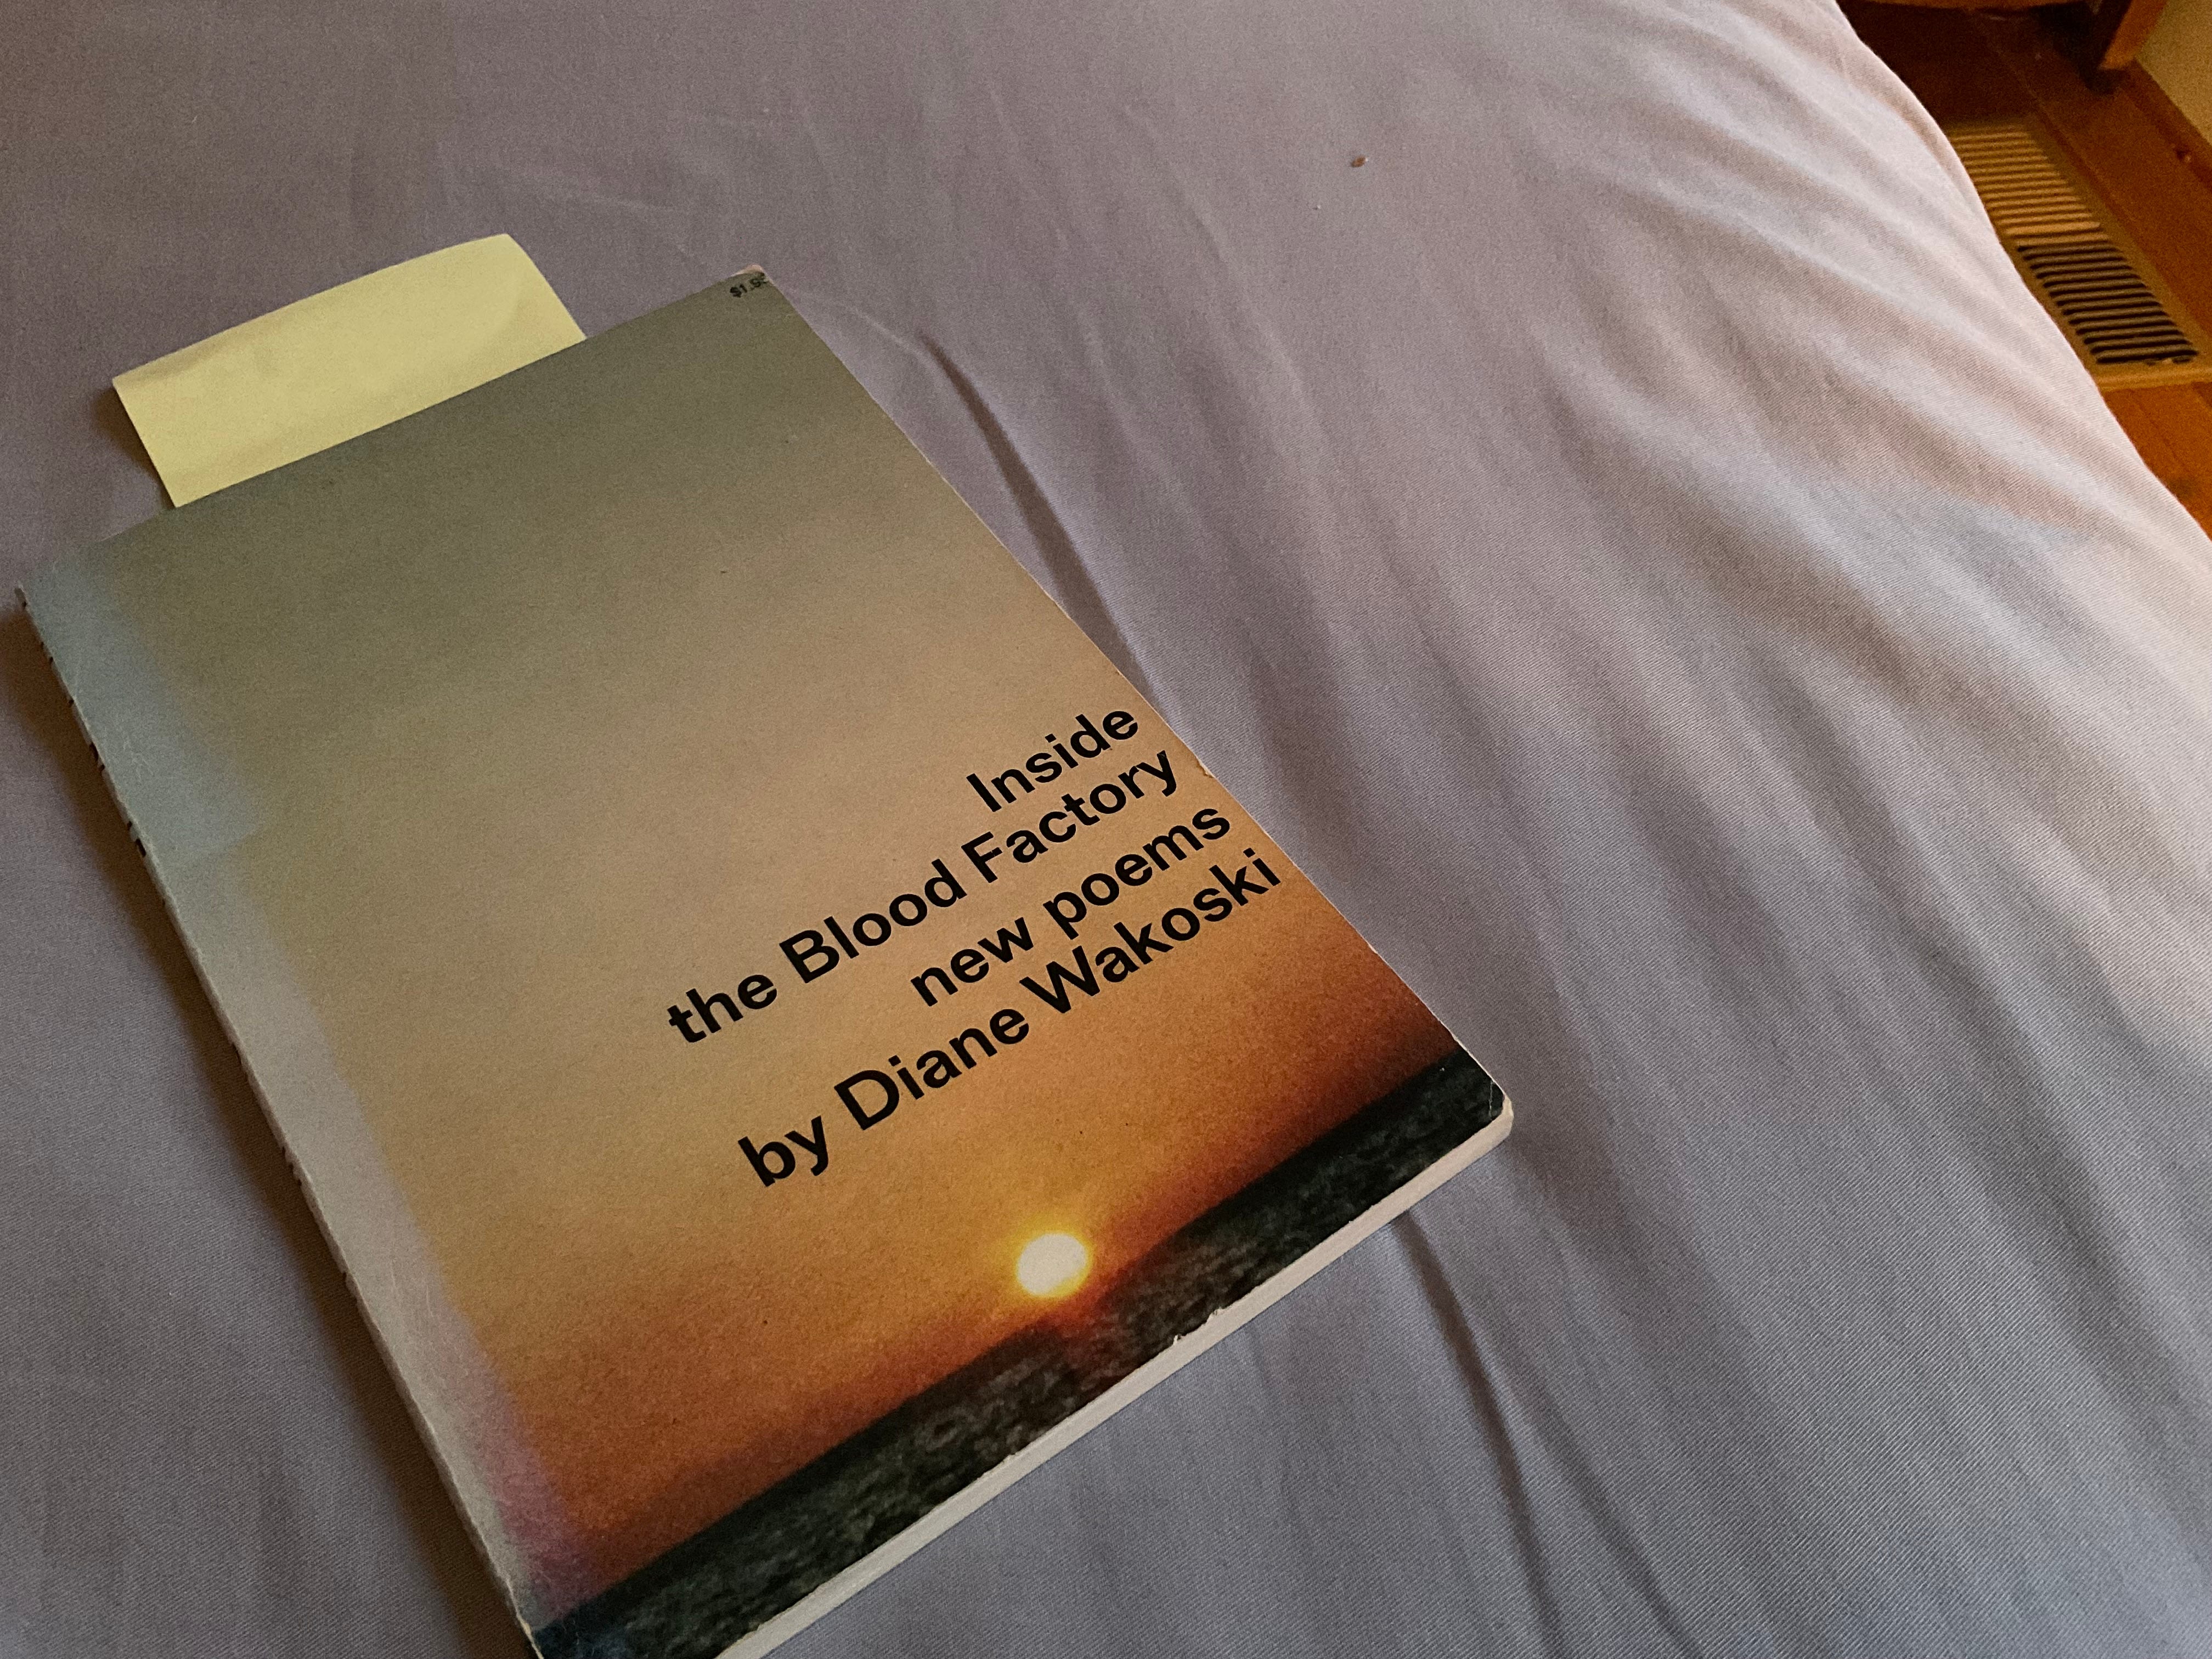 Inside
the Blood Factory
new poems
by Diane Wakoski